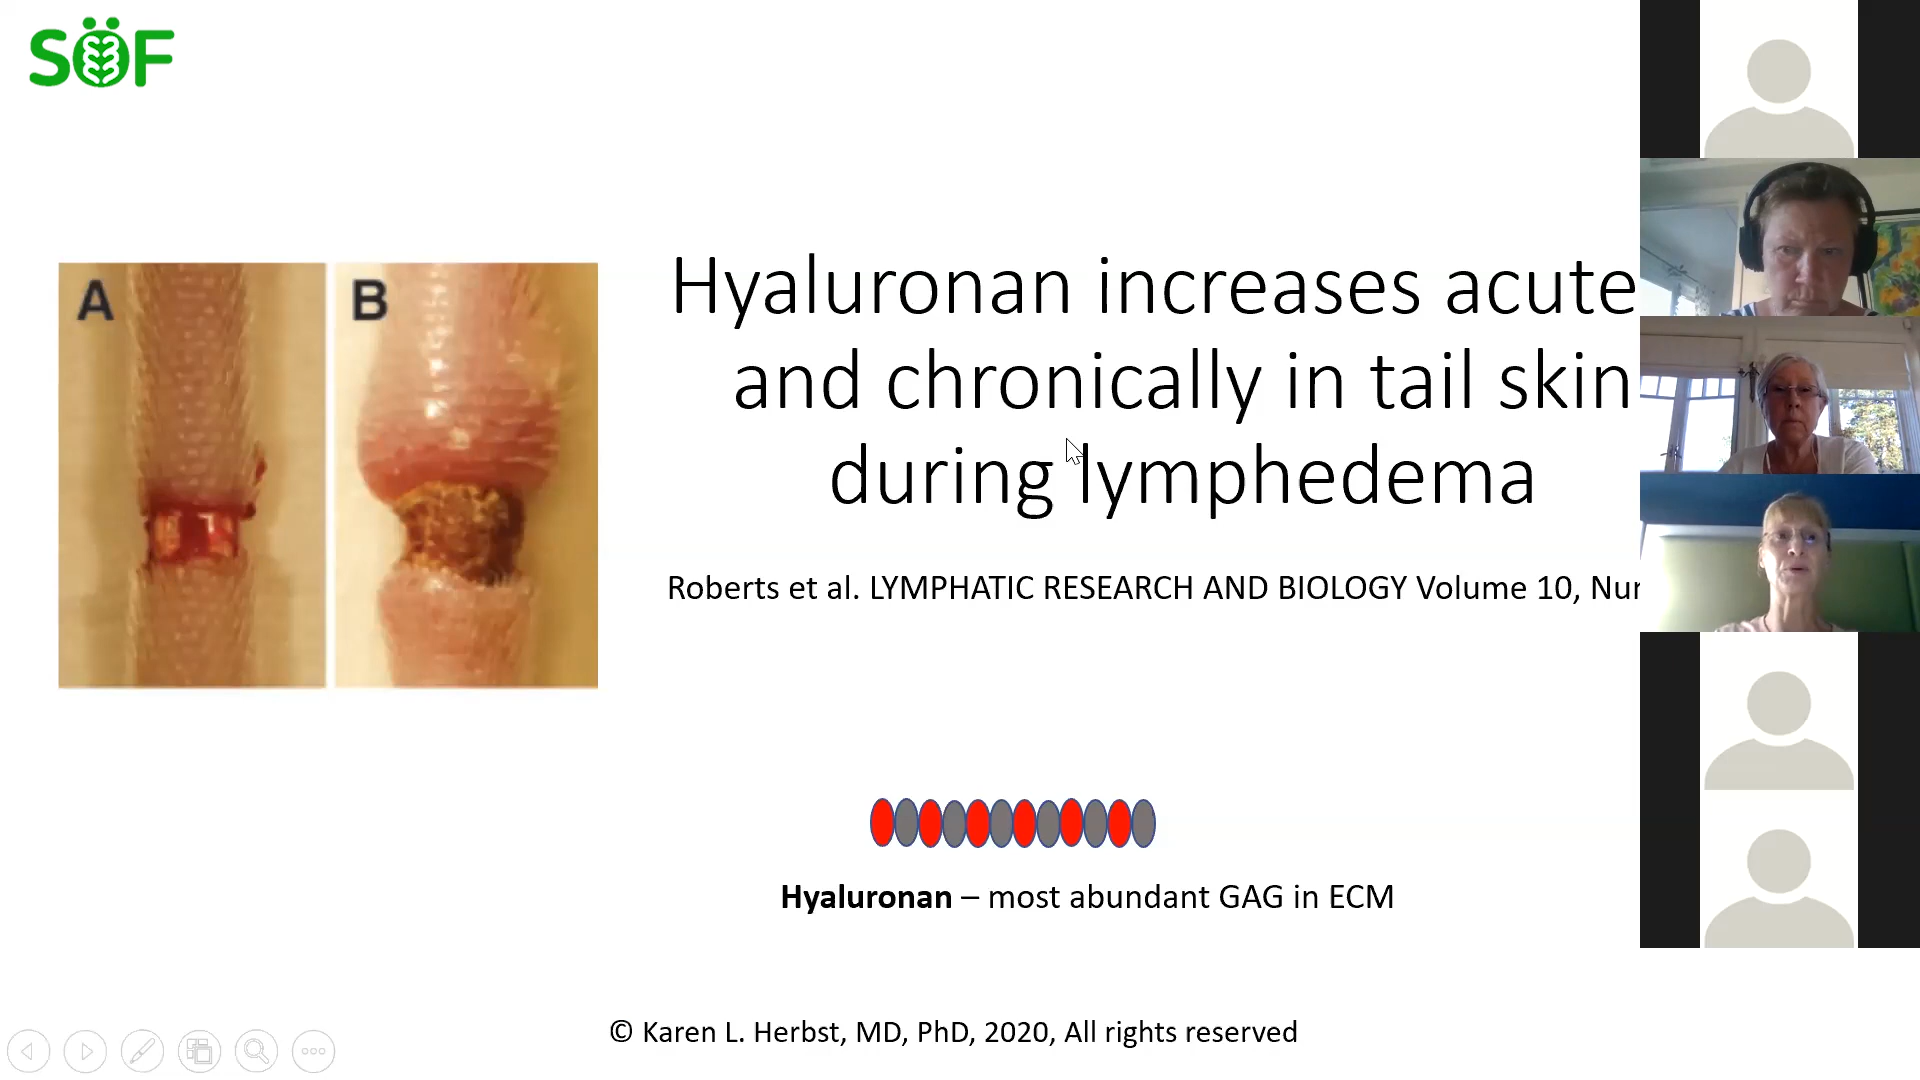 SÖF
A
B
Hyaluronan increases acute
and chronically in tail skin
during lymphedema
Roberts et al. LYMPHATIC RESEARCH AND BIOLOGY Volume 10,
Hyaluronan – most abundant GAG in ECM
© Karen L. Herbst, MD, PhD, 2020, All rights reserved